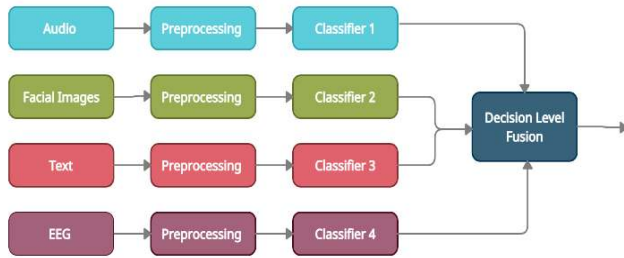 Audio
Preprocessing
Classifier 1
Facial Images
Preprocessing
Classifier 2
Decision Level
Fusion
Text
Preprocessing
Classifier 3
EEG
Preprocessing
Classifier 4